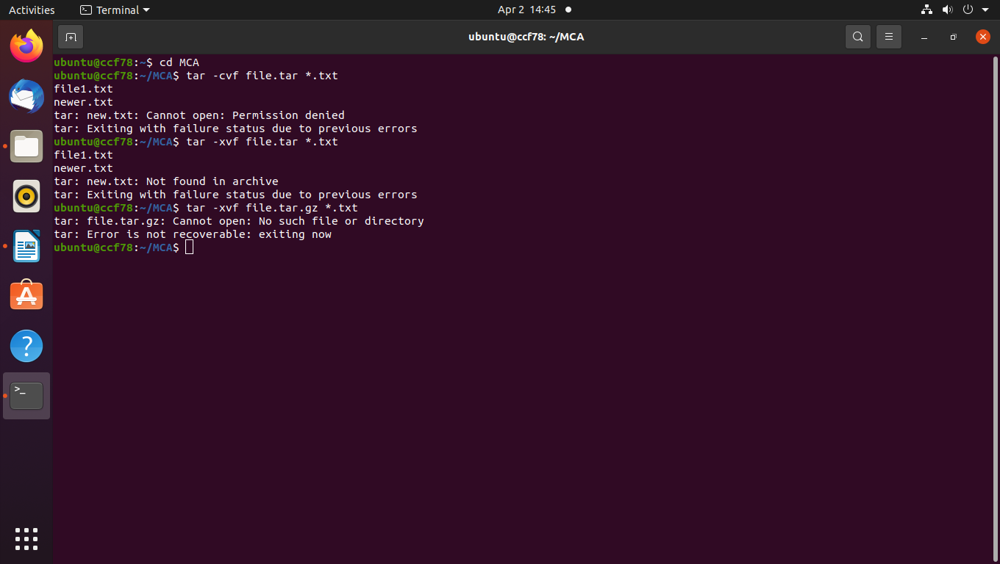 Activities
Terminal
Apr 2 14:45
ubuntu@ccf78: ~/MCA
ubuntu@ccf78:~$ cd MCA
ubuntu@ccf78:~/MCA$ tar -cvf file.tar *.txt
file1.txt
newer.txt
tar: new.txt: Cannot open: Permission denied
tar: Exiting with failure status due to previous errors
ubuntu@ccf78:~/MCA$ tar -xvf file.tar *.txt
file1.txt
newer.txt
tar: new.txt: Not found in archive
tar: Exiting with failure status due to previous errors
ubuntu@ccf78:~/MCA$ tar -xvf file.tar.gz *.txt
tar: file.tar.gz: Cannot open: No such file or directory
tar: Error is not recoverable: exiting now
ubuntu@ccf78:~/MCA$